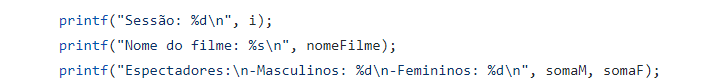 printf("Sessão: %d\n", i);
printf("Nome do filme: %s\n", nomeFilme);
printf("Espectadores:\n-Masculinos: %d\n-Femininos: %d\n", somaM, somaF);